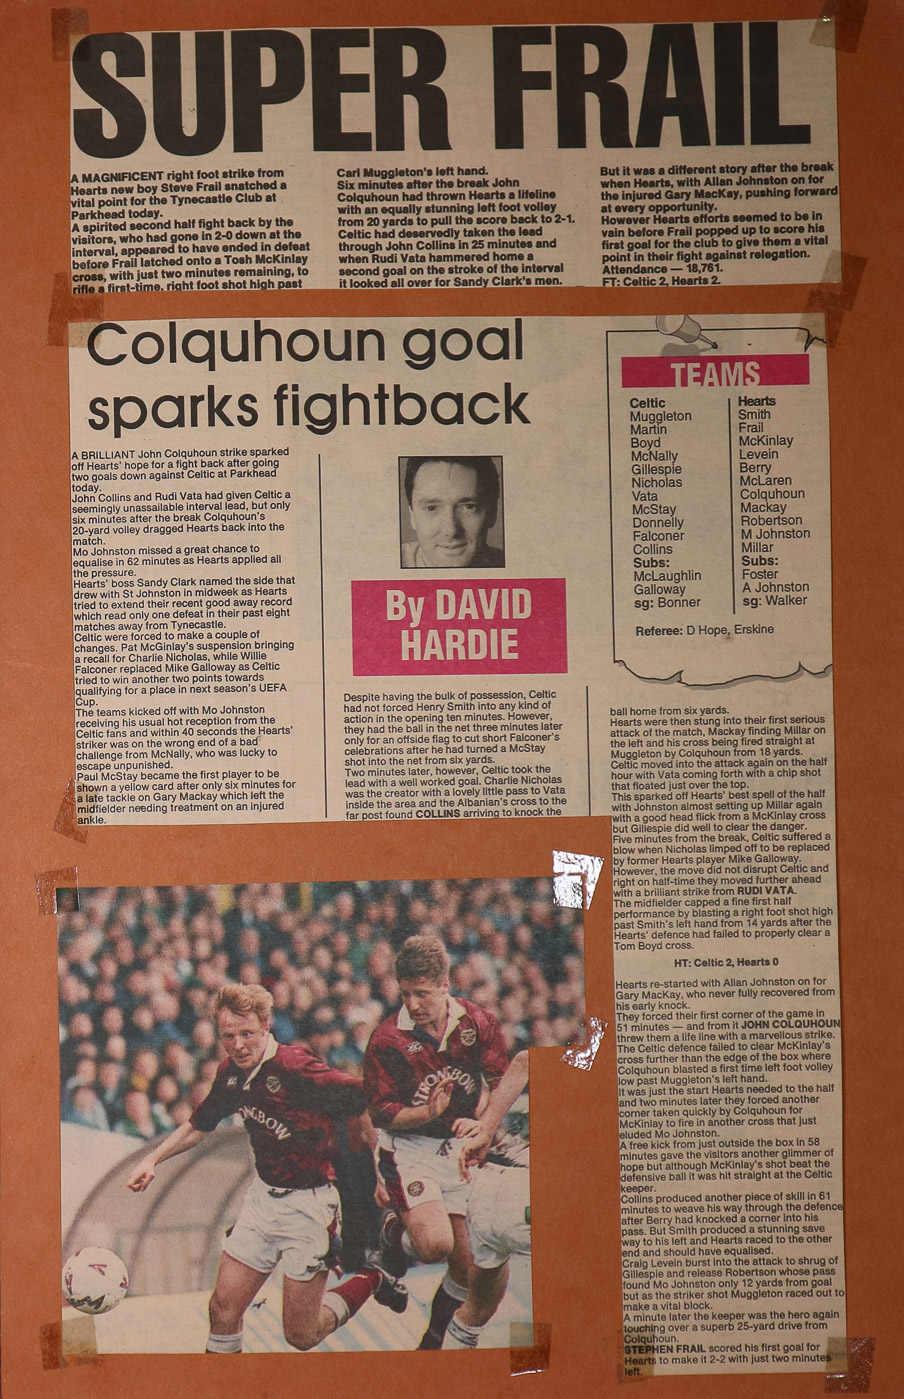 SUPER FRAIL
A MAGNIFICENT right foot strike from
Hearts new boy Steve Frail snatched a
vital point for the Tynecastle Club at
Parkhead today.
A spirited second half fight back by the
visitors, who had gone in 2-0 down at the
interval, appeared to have ended in defeat
before Frail latched onto a Tosh McKinlay
cross, with just two minutes remaining, to
rifle a first-time, right foot shot high past
Carl Muggleton's left hand.
Six minutes after the break John
Colquhoun had thrown Hearts a lifeline
with an equally stunning left foot volley
from 20 yards to pull the score back to 2-1.
Celtic had deservedly taken the lead
through John Collins in 25 minutes and
when Rudi Vata hammered home a
second goal on the stroke of the interval
it looked all over for Sandy Clark's men.
But it was a different story after the break
when Hearts, with Allan Johnston on for
the injured Gary MacKay, pushing forward
at every opportunity.
However Hearts efforts seemed to be in
vain before Frail popped up to score his
first goal for the club to give them a vital
point in their fight against relegation.
Attendance — 18,761.
FT: Celtic 2, Hearts 2.
Colquhoun goal
sparks fightback
A BRILLIANT John Colquhoun strike sparked
off Hearts' hope for a fight back after going
two goals down against Celtic at Parkhead
today.
John Collins and Rudi Vata had given Celtic a
seemingly unassailable interval lead, but only
six minutes after the break Colquhoun's
20-yard volley dragged Hearts back into the
match.
Mo Johnston missed a great chance to
equalise in 62 minutes as Hearts applied all
the pressure.
Hearts' boss Sandy Clark named the side that
drew with St Johnston in midweek as Hearts
tried to extend their recent good away record
which read only one defeat in their past eight
matches away from Tynecastle.
Celtic were forced to make a couple of
changes. Pat McGinlay's suspension bringing
a recall for Charlie Nicholas, while Willie
Falconer replaced Mike Galloway as Celtic
tried to win another two points towards
qualifying for a place in next season's UEFA
Cup.
The teams kicked off with Mo Johnston
receiving his usual hot reception from the
Celtic fans and within 40 seconds the Hearts'
striker was on the wrong end of a bad
challenge from McNally, who was lucky to
escape unpunished.
Paul McStay became the first player to be
shown a yellow card after only six minutes for
a late tackle on Gary Mackay which left the
midfielder needing treatment on an injured
ankle.
By DAVID
HARDIE
Despite having the bulk of possession, Celtic
had not forced Henry Smith into any kind of
action in the opening ten minutes. However,
they had the ball in the net three minutes later
only for an offside flag to cut short Falconer's
celebrations after he had turned a McStay
shot into the net from six yards.
Two minutes later, however, Celtic took the
lead with a well worked goal. Charlie Nicholas
was the creator with a lovely little pass to Vata
inside the area and the Albanian's cross to the
far post found COLLINS arriving to knock the
TEAMS
Celtic
Muggleton
Martin
Boyd
McNally
Gillespie
Nicholas
Vata
McStay
Donnelly
Falconer
Collins
Subs:
McLaughlin
Galloway
sg: Bonner
Hearts
Smith
Frail
McKinlay
Levein
Berry
McLaren
Colquhoun
Mackay
Robertson
M Johnston
Millar
Subs:
Foster
A Johnston
sg: Walker
Referee: D Hope, Erskine
ball home from six yards.
Hearts were then stung into their first serious
attack of the match, Mackay finding Millar on
the left and his cross being fired straight at
Muggleton by Colquhoun from 18 yards.
Celtic moved into the attack again on the half
hour with Vata coming forth with a chip shot
that floated just over the top.
This sparked off Hearts' best spell of the half
with Johnston almost setting up Millar again
with a good head flick from a McKinlay cross
but Gillespie did well to clear the danger.
Five minutes from the break, Celtic suffered a
blow when Nicholas limped off to be replaced
by former Hearts player Mike Galloway.
However, the move did not disrupt Celtic and
right on half-time they moved further ahead
with a brilliant strike from RUDI VATA.
The midfielder capped a fine first half
performance by blasting a right foot shot high
past Smith's left hand from 14 yards after the
Hearts' defence had failed to properly clear a
Tom Boyd cross.
HT: Celtic 2, Hearts 0
Hearts re-started with Allan Johnston on for
Gary MacKay, who never fully recovered from
his early knock.
They forced their first corner of the game in
51 minutes — and from it JOHN COLQUHOUN
threw them a life line with a marvellous strike.
The Celtic defence failed to clear McKinlay's
cross further than the edge of the box where
Colquhoun blasted a first time left foot volley
low past Muggleton's left hand.
It was just the start Hearts needed to the half
and two minutes later they forced another
corner taken quickly by Colquhoun for
McKinlay to fire in another cross that just
eluded Mo Johnston.
A free kick from just outside the box in 58
minutes gave the visitors another glimmer of
hope but although McKinlay's shot beat the
defensive ball it was hit straight at the Celtic
keeper.
Collins produced another piece of skill in 61
minutes to weave his way through the defence
after Berry had knocked a corner into his
pass. But Smith produced a stunning save
way to his left and Hearts raced to the other
end and should have equalised.
Craig Levein burst into the attack to shrug of
Gillespie and release Robertson whose pass
found Mo Johnston only 12 yards from goal
but as the striker shot Muggleton raced out to
make a vital block.
A minute later the keeper was the hero again
touching over a superb 25-yard drive from
Colquhoun.
STEPHEN FRAIL scored his first goal for
Hearts to make it 2-2 with just two minutes
left.
NGBOW
STRONGBOW